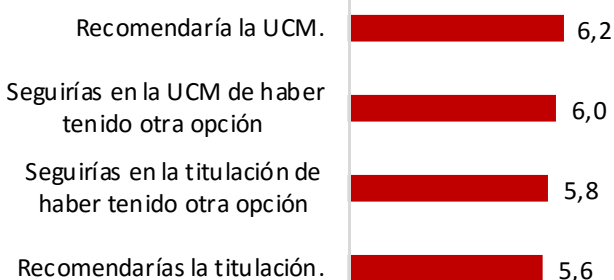 Recomendaría la UCM.
6,2
Seguirías en la UCM de haber
tenido otra opción
6,0
Seguirías en la titulación de
haber tenido otra opción
5,8
Recomendarías la titulación.
5,6